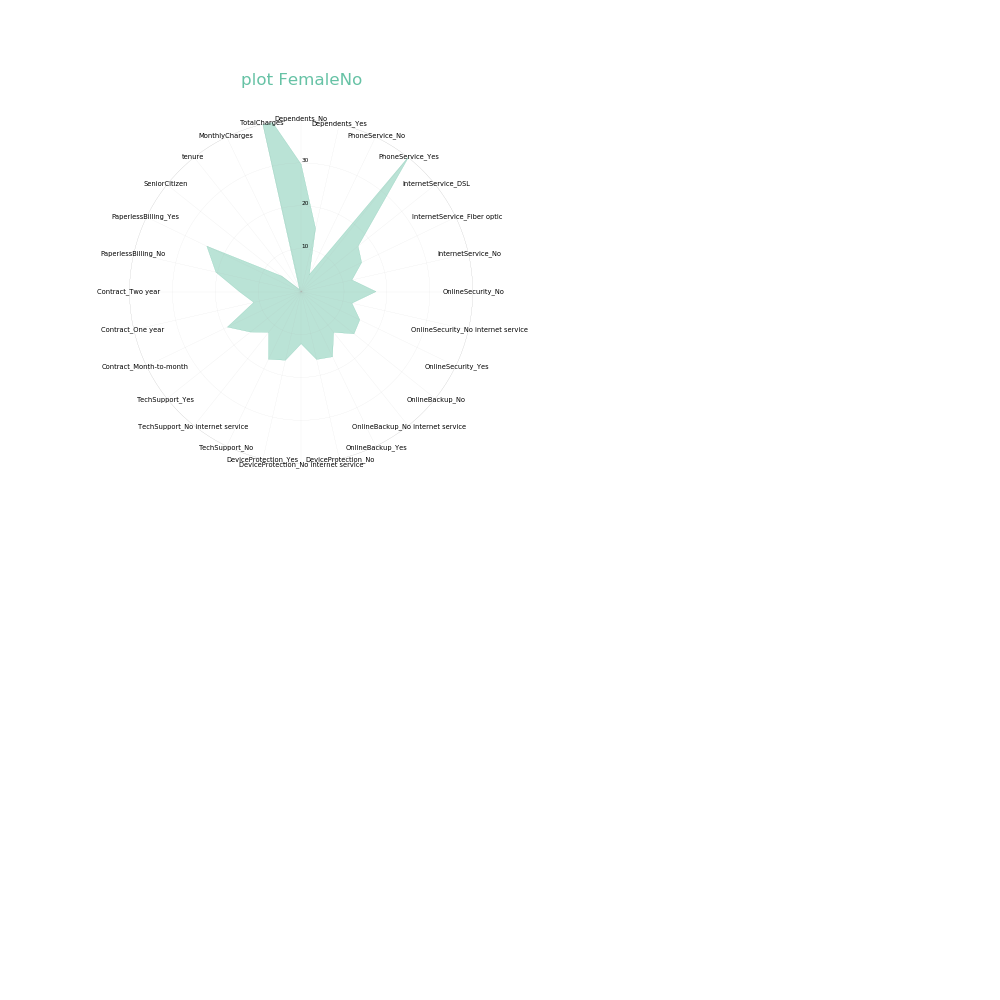 plot FemaleNo
Dependents_No
TotalCharges
Dependents_Yes
MonthlyCharges
PhoneService_No
tenure
30
PhoneService_Yes
SeniorCitizen
InternetService_DSL
20
PaperlessBilling_Yes
InternetService_Fiber optic
10
PaperlessBilling_No
InternetService_No
Contract_Two year
OnlineSecurity_No
Contract_One year
OnlineSecurity_No internet service
Contract_Month-to-month
OnlineSecurity_Yes
TechSupport_Yes
OnlineBackup_No
TechSupport_No internet service
OnlineBackup_No internet service
TechSupport_No
OnlineBackup_Yes
DeviceProtection_Yes
DeviceProtection_No
DeviceProtection_No internet service